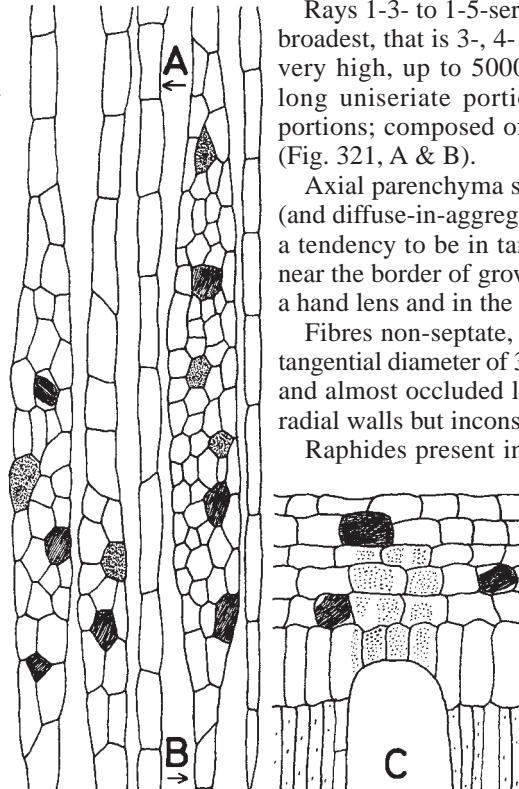 Rays 1-3- to 1-5-ser
broadest, that is 3-, 4-
very high, up to 5000
long uniseriate porti
portions; composed o
(Fig. 321, A & B).
Axial parenchyma s
(and diffuse-in-aggreg
a tendency to be in tar
near the border of grow
a hand lens and in the
Fibres non-septate,
tangential diameter of 3
and almost occluded l
radial walls but incons
Raphides present in
A
B
C